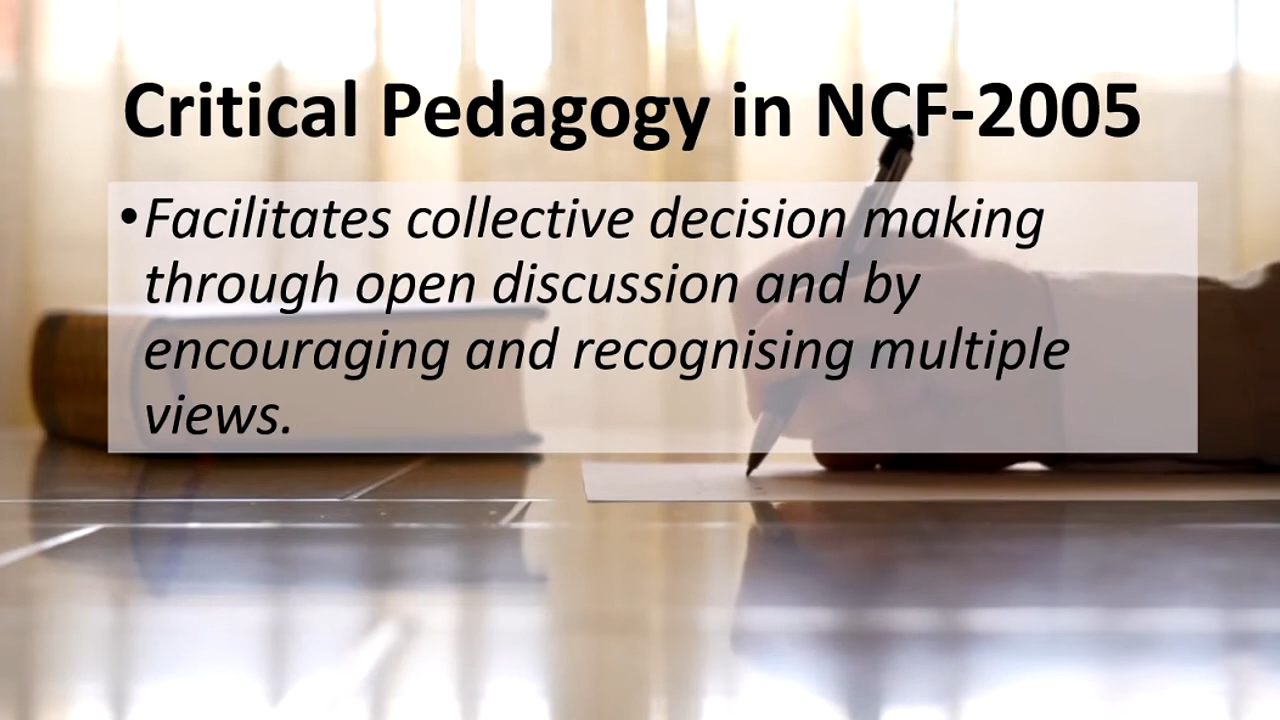 Critical Pedagogy in NCF-2005
•Facilitates collective decision making
through open discussion and by
encouraging and recognising multiple
views.